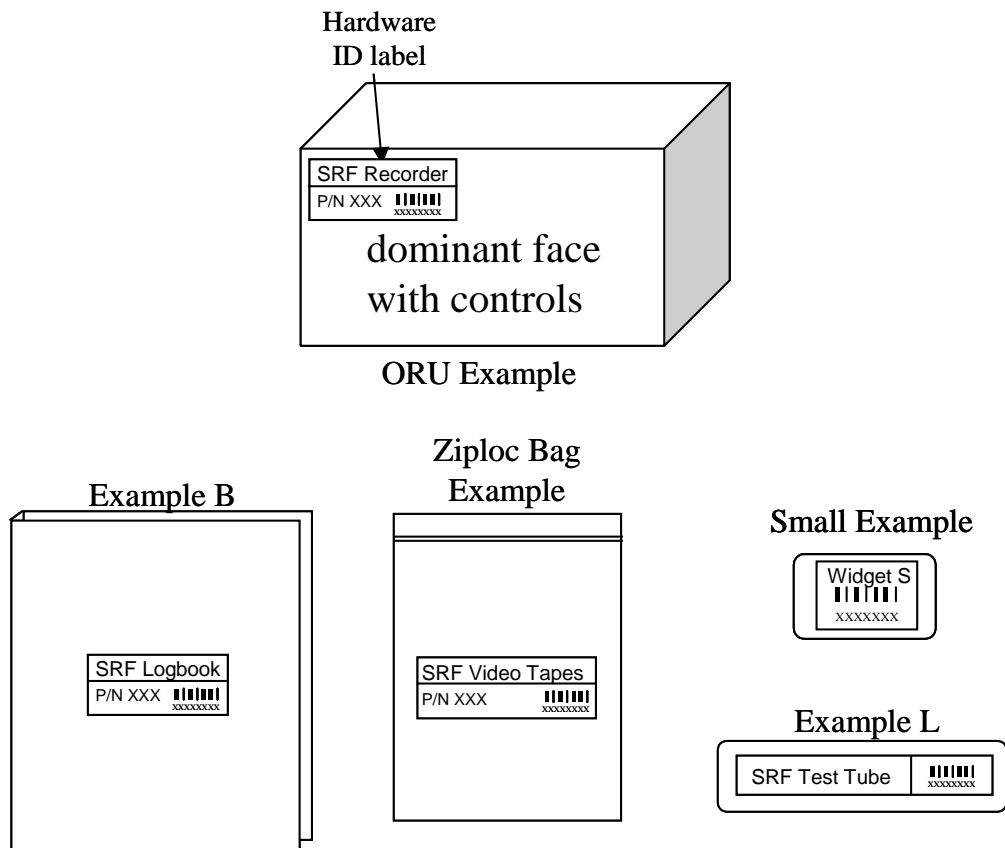 Hardware
ID label
SRF Recorder
P/N XXX
xxxxxxxx
dominant face
with controls
ORU Example
Example B
SRF Logbook
P/N XXX
xxxxxxxx
Ziploc Bag
Example
SRF Video Tapes
P/N XXX
xxxxxxxx
Small Example
Widget S
xxxxxxx
Example L
SRF Test Tube
xxxxxxxx